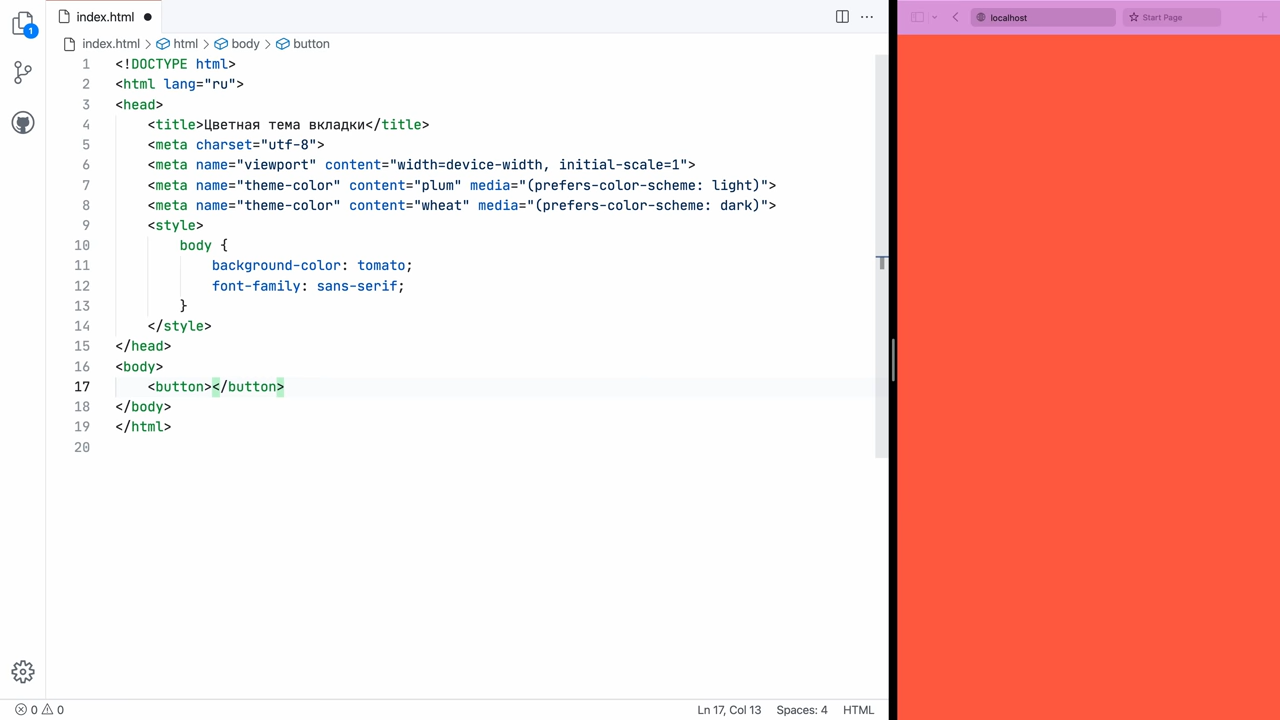 1
index.html
index.html > html > body > button
1 <!DOCTYPE html>
2 <html lang="ru">
3 <head>
4 <title>Цветная тема вкладки</title>
5 <meta charset="utf-8">
6 <meta name="viewport" content="width=device-width, initial-scale=1">
7 <meta name="theme-color" content="plum" media="(prefers-color-scheme: light)">
8 <meta name="theme-color" content="wheat" media="(prefers-color-scheme: dark)">
9 <style>
10 body {
11 background-color: tomato;
12 font-family: sans-serif;
13 }
14 </style>
15 </head>
16 <body>
17 <button></button>
18 </body>
19 </html>
20
0 0 Ln 17, Col 13 Spaces: 4 HTML
localhost Start Page